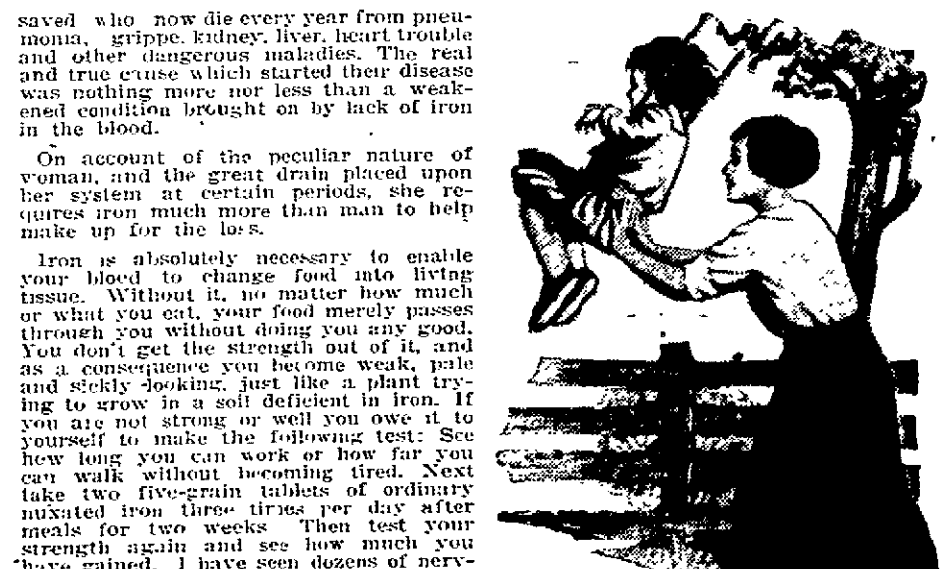 saved who now die every year from pneu-
monia, grippe, kidney, liver, heart trouble
and other dangerous maladies. The real
and true cause which started their disease
was nothing more nor less than a weak-
ened condition brought on by lack of iron
in the blood.
On account of the peculiar nature of
woman, and the great drain placed upon
her system at certain periods, she re-
quires iron much more than man to help
make up for the loss.
Iron is absolutely necessary to enable
your blood to change food into living
tissue. Without it, no matter how much
or what you eat, your food merely passes
through you without doing you any good.
You don't get the strength out of it, and
as a consequence you become weak, pale
and sickly-looking, just like a plant try-
ing to grow in a soil deficient in iron. If
you are not strong or well you owe it to
yourself to make the following test: See
how long you can work or how far you
can walk without becoming tired. Next
take two five-grain tablets of ordinary
nuxated iron three times per day after
meals for two weeks Then test your
strength again and see how much you
have gained. I have seen dozens of nerv-